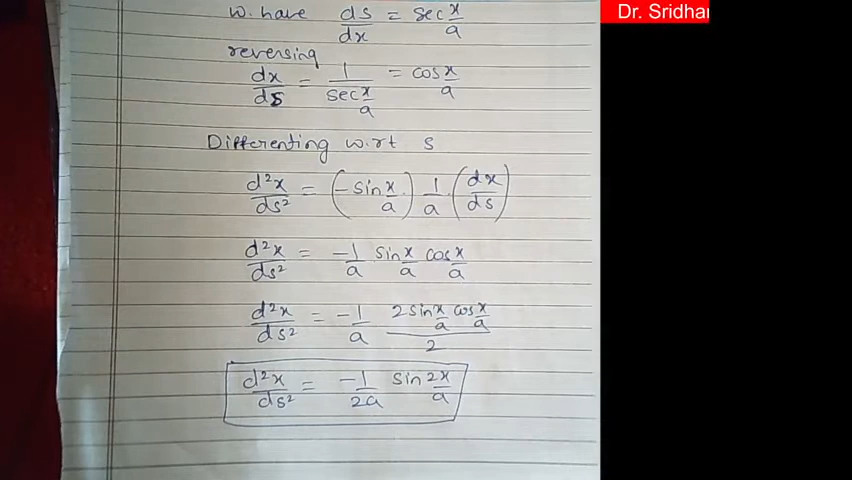 Dr. Sridhar
w. have ds/dx = sec x/a
reversing
dx/ds = 1/(sec x/a) = cos x/a
Differenting w.rt s
d²x/ds² = (-sin x/a) 1/a · (dx/ds)
d²x/ds² = -1/a sin x/a cos x/a
d²x/ds² = -1/a (2 sin x/a cos x/a)/2
d²x/ds² = -1/2a sin 2x/a